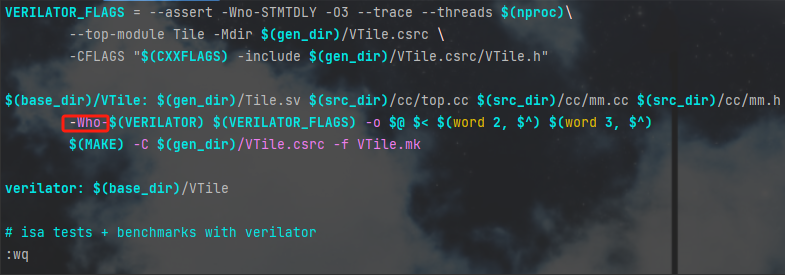 VERILATOR_FLAGS = --assert -Wno-STMTDLY -O3 --trace --threads $(nproc)\
--top-module Tile -Mdir $(gen_dir)/VTile.csrc \
-CFLAGS "$(CXXFLAGS) -include $(gen_dir)/VTile.csrc/VTile.h"
$(base_dir)/VTile: $(gen_dir)/Tile.sv $(src_dir)/cc/top.cc $(src_dir)/cc/mm.cc $(src_dir)/cc/mm.h
-Who-$(VERILATOR) $(VERILATOR_FLAGS) -o $@ $< $(word 2, $^) $(word 3, $^)
$(MAKE) -C $(gen_dir)/VTile.csrc -f VTile.mk
verilator: $(base_dir)/VTile
# isa tests + benchmarks with verilator
:wq